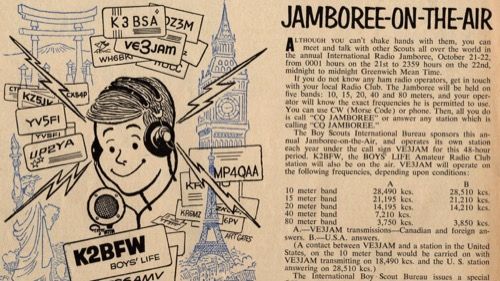 K3BSA
DZ3M
VE3JAM
WH6BK
CX5AF
KZ5JV
YV5FI
YV5FI
UP2YA
MP4QAA
KR6MZ
6PV
ART GATES
K2BFW
BOYS' LIFE
JAMBOREE-ON-THE-AIR
ALTHOUGH YOU can't shake hands with them, you can
meet and talk with other Scouts all over the world in
the annual International Radio Jamboree, October 21-22,
from 0001 hours on the 21st to 2359 hours on the 22nd,
midnight to midnight Greenwich Mean Time.
If you do not know any ham radio operators, get in touch
with your local Radio Club. The Jamboree will be held on
five bands: 10, 15, 20, 40 and 80 meters, and your oper-
ator will know the exact frequencies he is permitted to use.
You can use CW (Morse Code) or phone. Then, all you do
is call "CQ JAMBOREE" or answer any station which is
calling "CQ JAMBOREE."
The Boy Scouts International Bureau sponsors this an-
nual Jamboree-on-the-Air, and operates its own station
each year under the call sign VE3JAM for this 48-hour
period. K2BFW, the BOYS' LIFE Amateur Radio Club
station will also be on the air. VE3JAM will operate on
the following frequencies, depending upon conditions:
A B
10 meter band 28,490 kcs. 28,510 kcs.
15 meter band 21,195 kcs. 21,210 kcs.
20 meter band 14,195 kcs. 14,210 kcs.
40 meter band 7,210 kcs.
80 meter band 3,750 kcs. 3,850 kcs.
A.—VE3JAM transmissions—Canadian and foreign an-
swers. B.—U.S.A. answers.
(A contact between VE3JAM and a station in the United
States, on the 10 meter band would be carried on with
VE3JAM transmitting on 18,490 kcs. and the U. S. station
answering on 28,510 kcs.)
The International Boy Scout Bureau issues a special